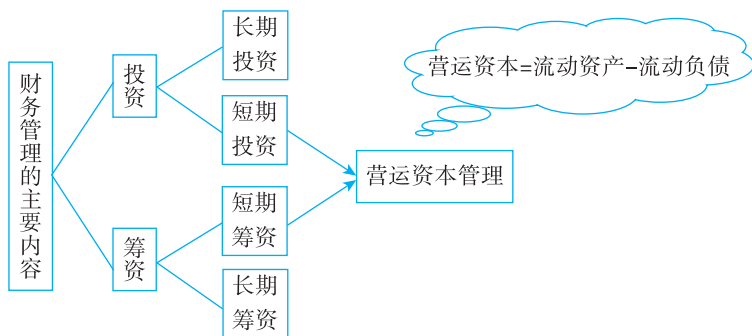 财务管理的主要内容
投资
筹资
长期
投资
短期
投资
短期
筹资
长期
筹资
营运资本管理
营运资本=流动资产-流动负债